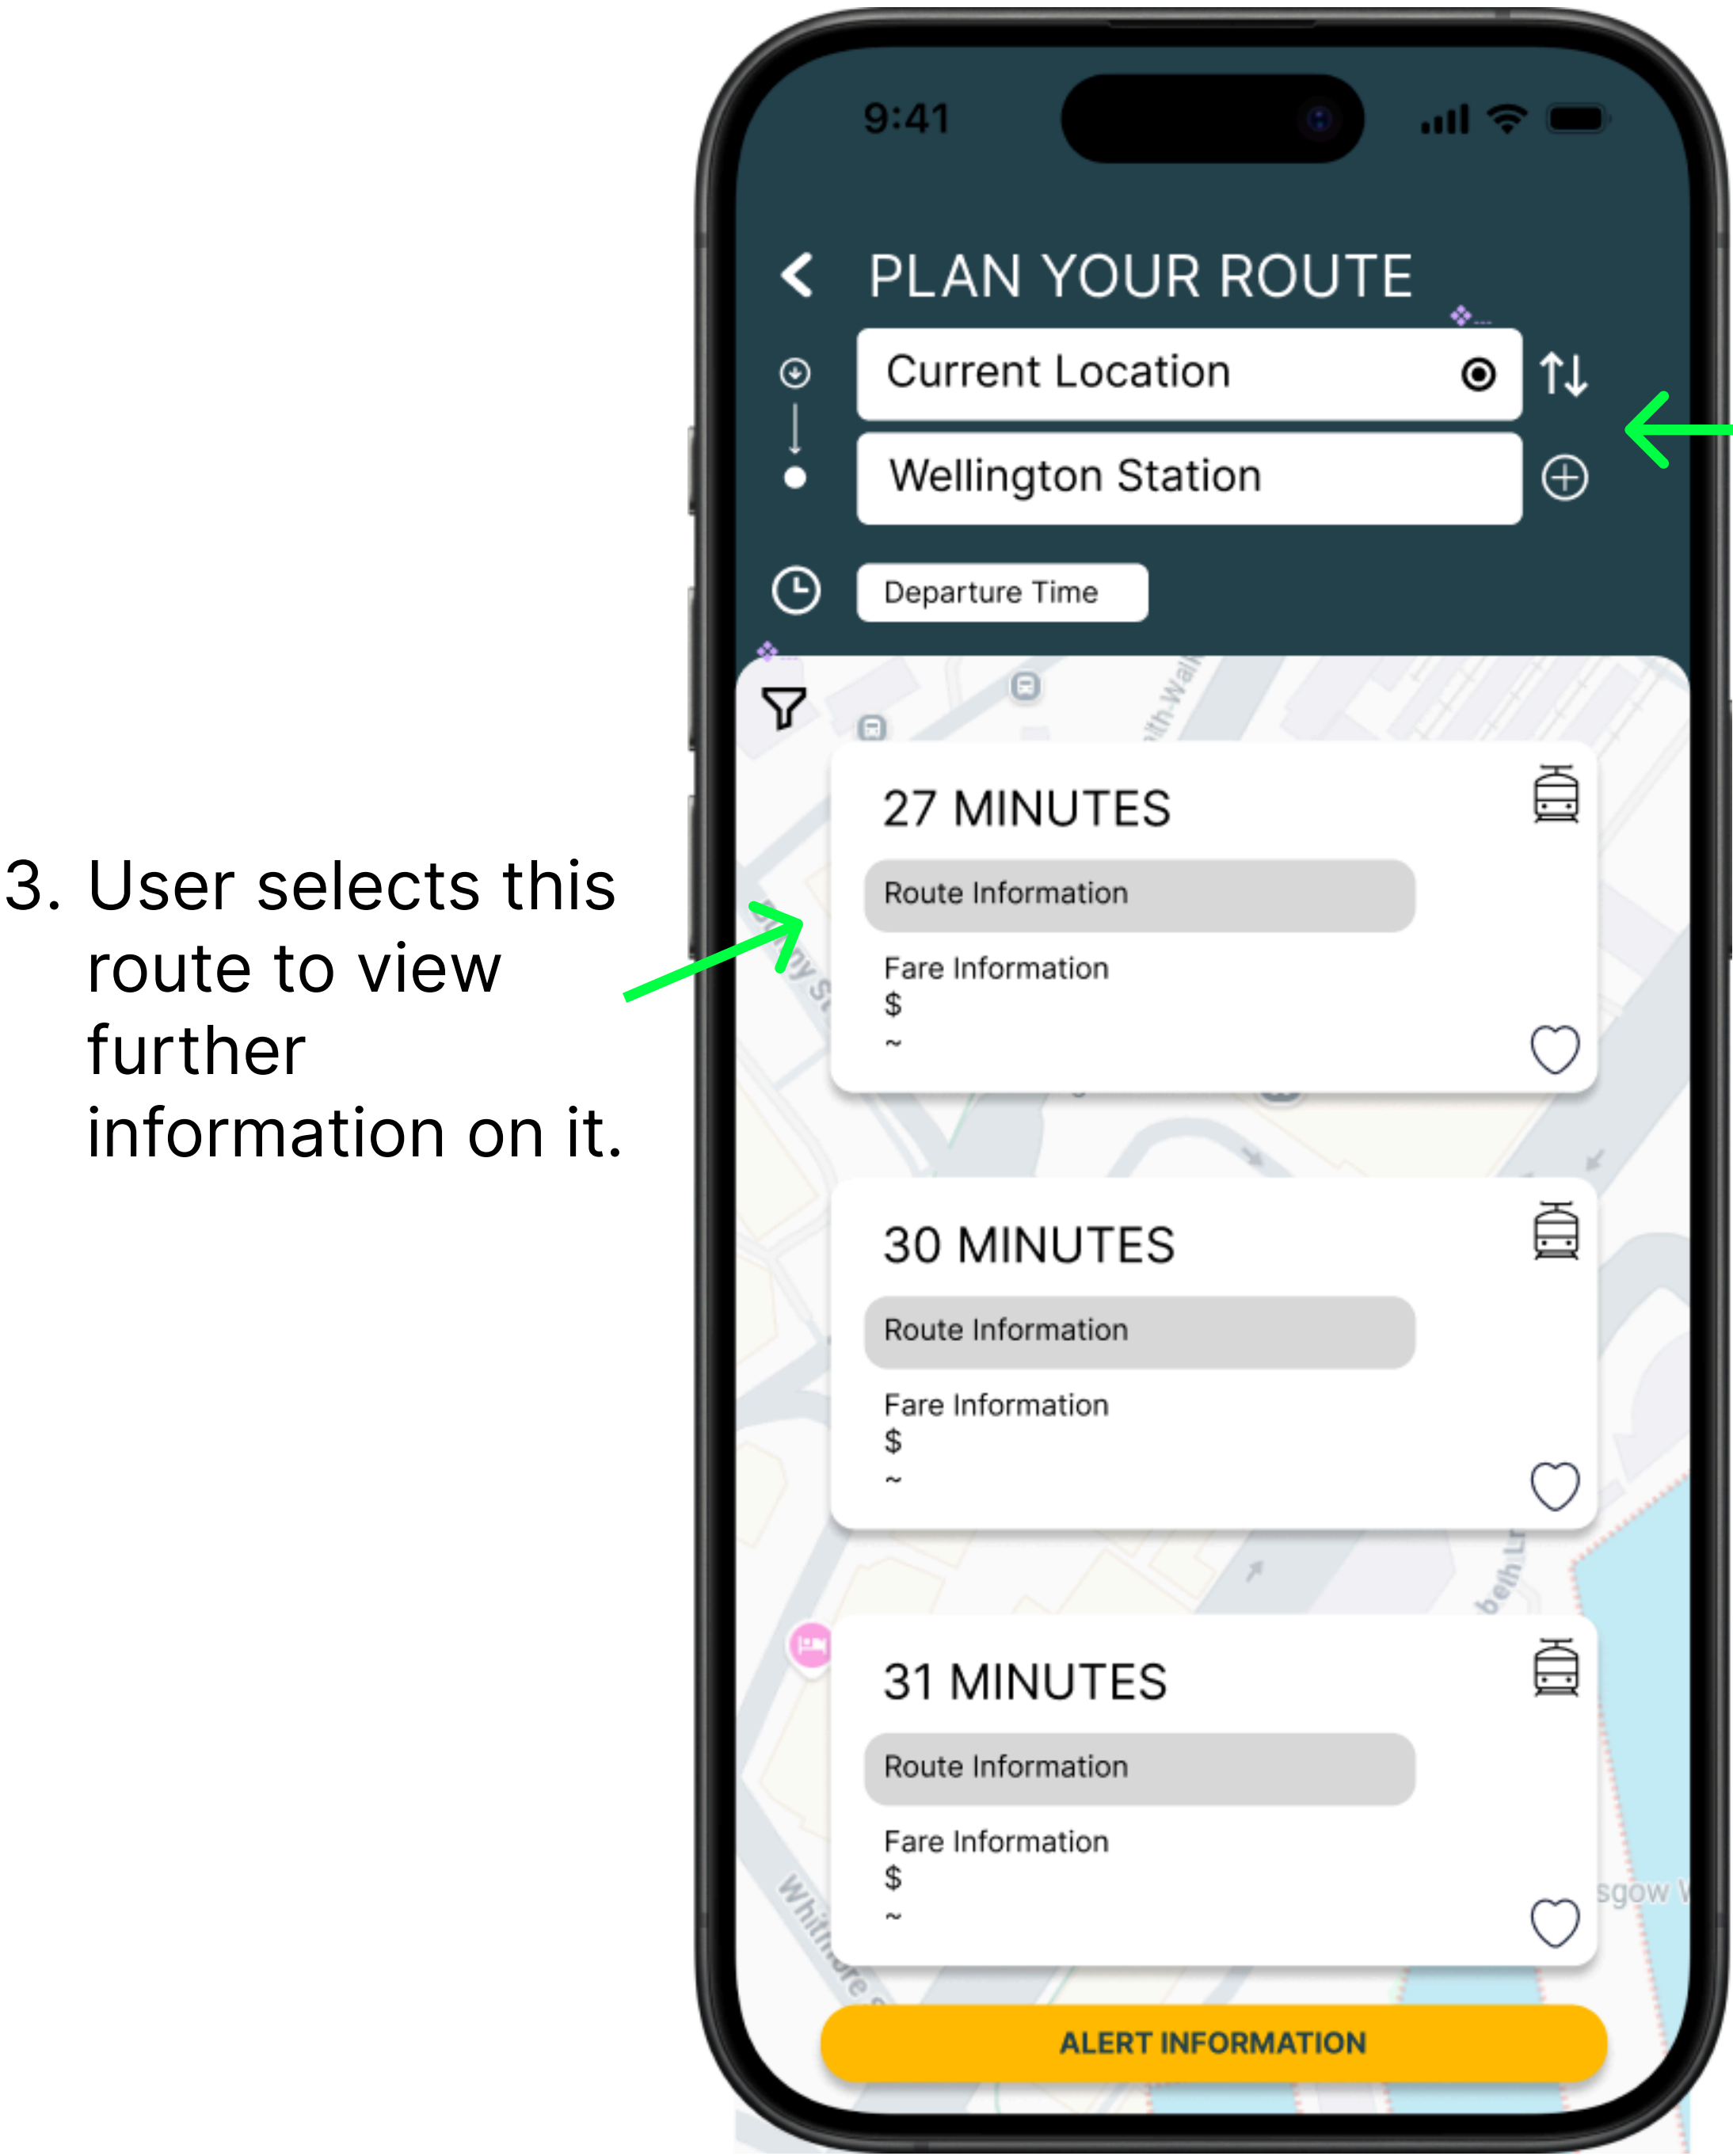 9:41
PLAN YOUR ROUTE
Current Location
Wellington Station
Departure Time
27 MINUTES
Route Information
Fare Information
$
~
3. User selects this
route to view
further
information on it.
30 MINUTES
Route Information
Fare Information
$
~
31 MINUTES
Route Information
Fare Information
$
~
ALERT INFORMATION